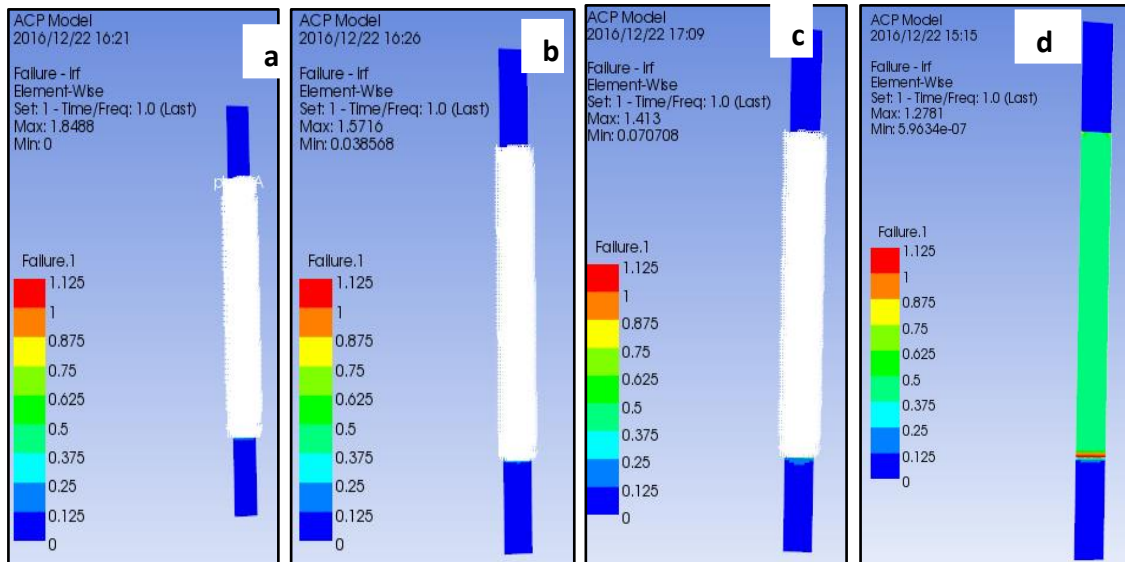 ACP Model
2016/12/22 16:21
a
Failure - Irf
Element-Wise
Set: 1 - Time/Freq: 1.0 (Last)
Max: 1.8488
Min: 0
Failure.1
1.125
1
0.875
0.75
0.625
0.5
0.375
0.25
0.125
0
ACP Model
2016/12/22 16:26
b
Failure - Irf
Element-Wise
Set: 1 - Time/Freq: 1.0 (Last)
Max: 1.5716
Min: 0.038568
Failure.1
1.125
1
0.875
0.75
0.625
0.5
0.375
0.25
0.125
0
ACP Model
2016/12/22 17:09
c
Failure - Irf
Element-Wise
Set: 1 - Time/Freq: 1.0 (Last)
Max: 1.413
Min: 0.070708
Failure.1
1.125
1
0.875
0.75
0.625
0.5
0.375
0.25
0.125
0
ACP Model
2016/12/22 15:15
d
Failure - Irf
Element-Wise
Set: 1 - Time/Freq: 1.0 (Last)
Max: 1.2781
Min: 5.9634e-07
Failure.1
1.125
1
0.875
0.75
0.625
0.5
0.375
0.25
0.125
0